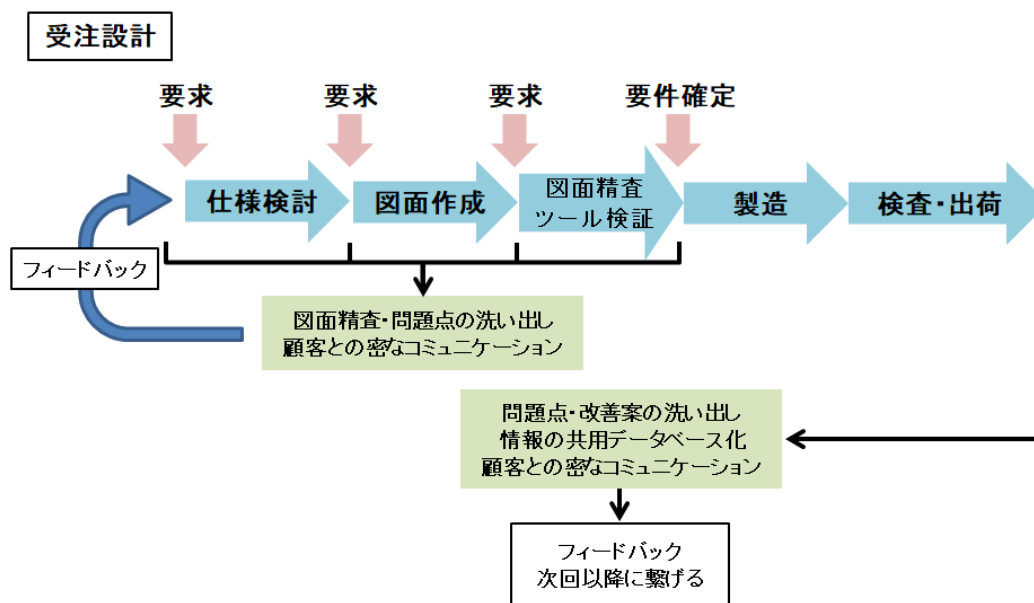 受注設計
要求
要求
要求
要件確定
仕様検討
図面作成
図面精査
ツール検証
製造
検査・出荷
フィードバック
図面精査・問題点の洗い出し
顧客との密なコミュニケーション
問題点・改善案の洗い出し
情報の共用データベース化
顧客との密なコミュニケーション
フィードバック
次回以降に繋げる